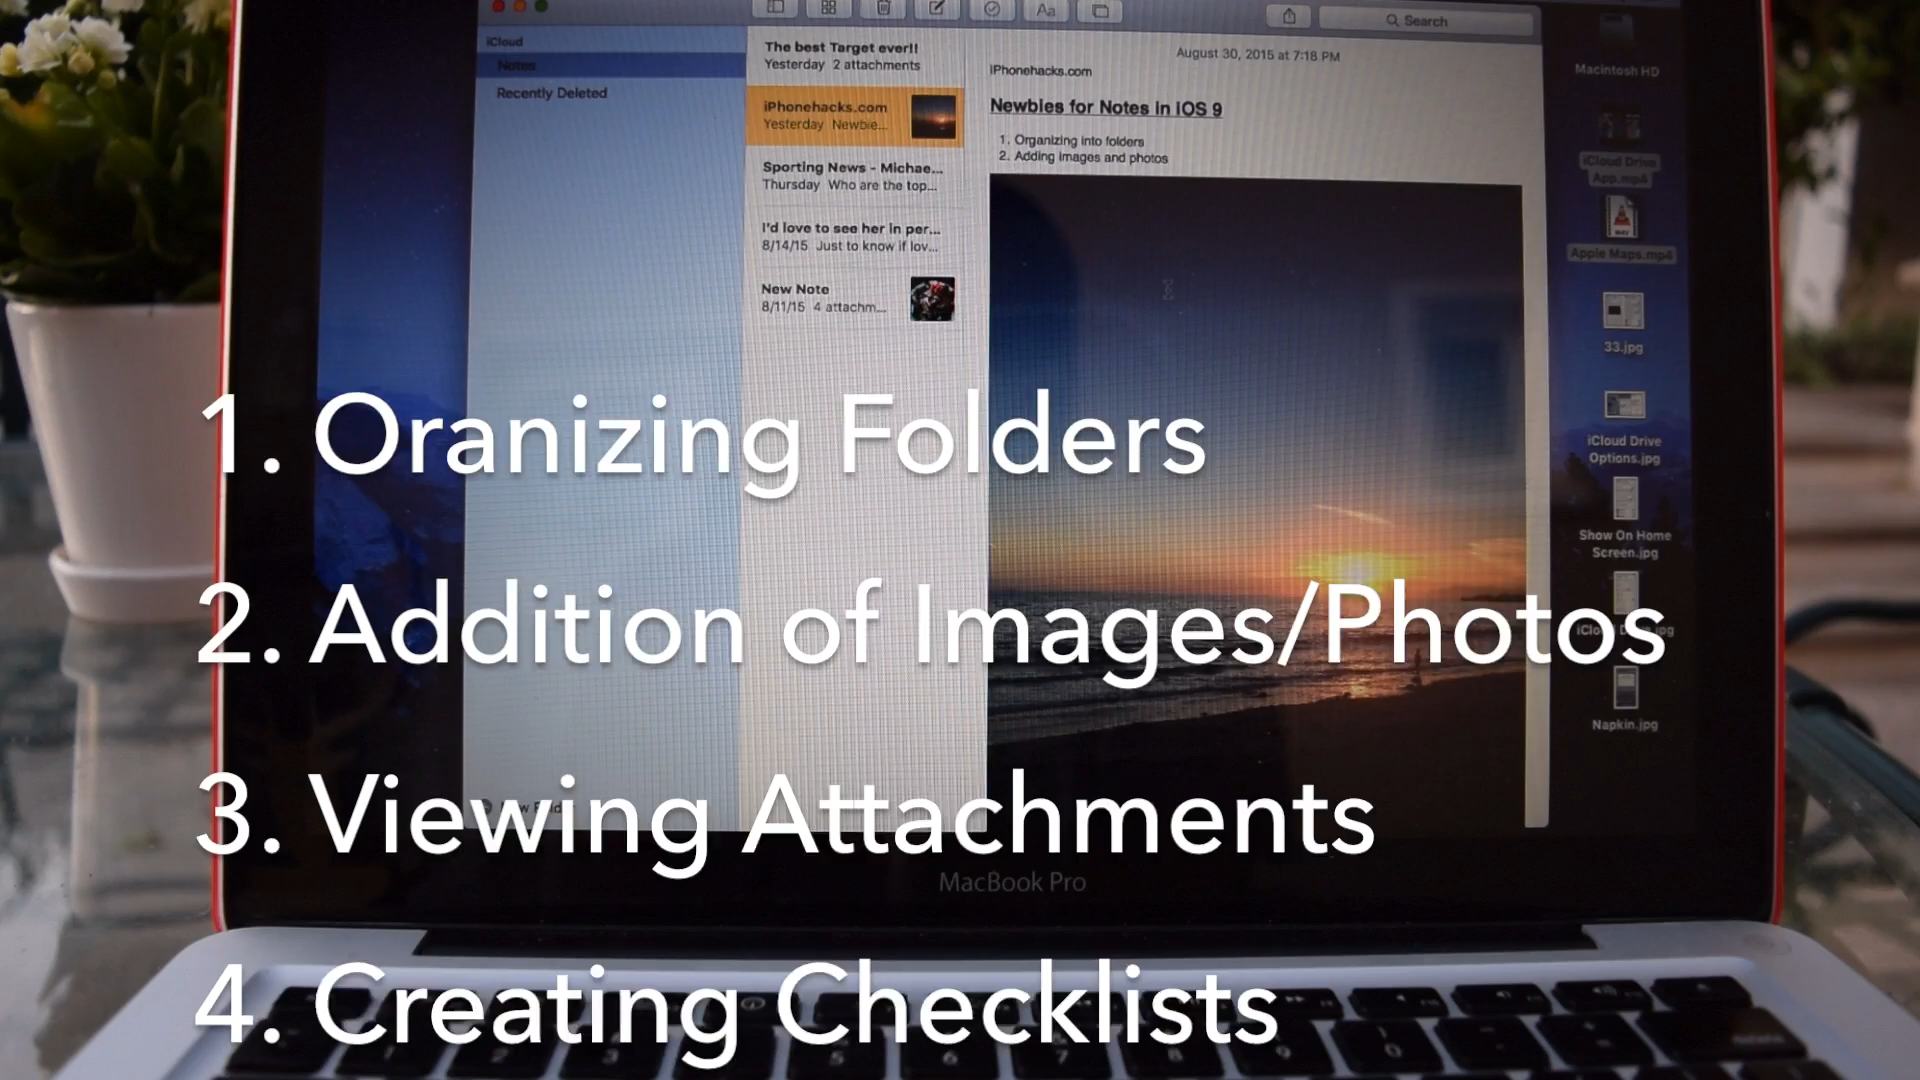 iCloud
Notes
Recently Deleted
The best Target ever!!
Yesterday 2 attachments
iPhonehacks.com
Yesterday Newbie...
Sporting News - Michae...
Thursday Who are the top...
I'd love to see her in per...
8/14/15 Just to know if lov...
New Note
8/11/15 4 attachm...
Aa
Search
August 30, 2015 at 7:18 PM
iPhonehacks.com
Newbies for Notes in iOS 9
1. Organizing into folders
2. Adding images and photos
Macintosh HD
iCloud Drive
App.mp4
Apple Maps.mp4
33.jpg
iCloud Drive
Options.jpg
Show On Home
Screen.jpg
Napkin.jpg
1. Oranizing Folders
2. Addition of Images/Photos
3. Viewing Attachments
MacBook Pro
4. Creating Checklists